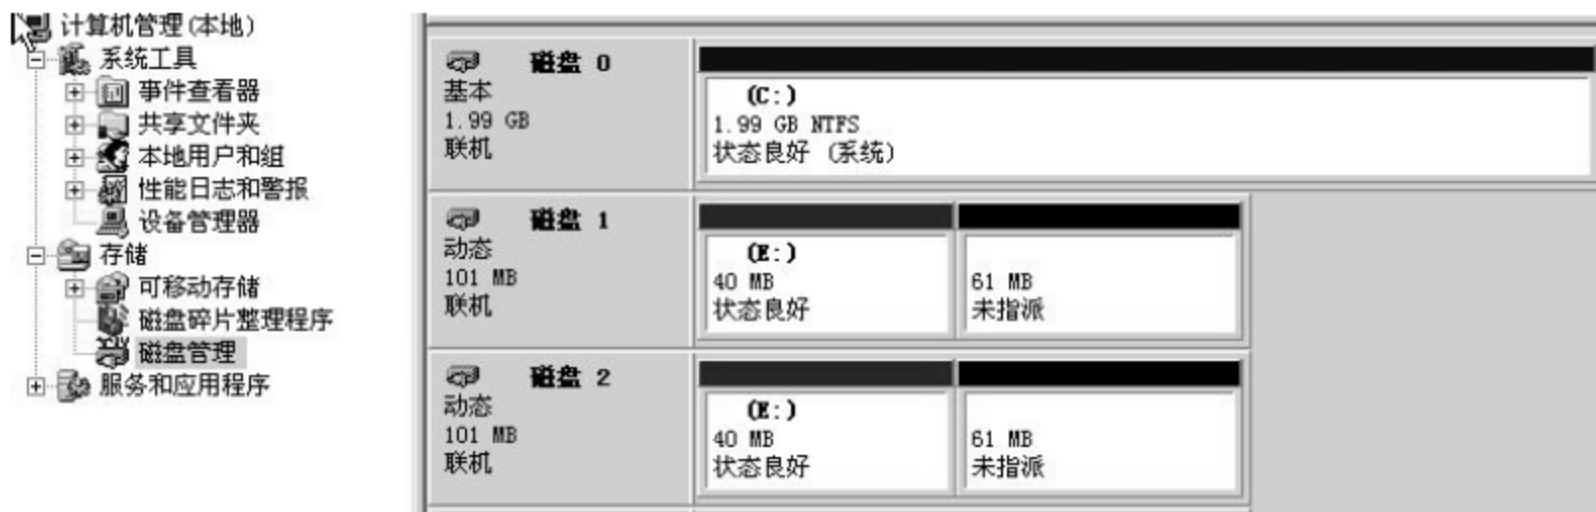 计算机管理(本地)
系统工具
事件查看器
共享文件夹
本地用户和组
性能日志和警报
设备管理器
存储
可移动存储
磁盘碎片整理程序
磁盘管理
服务和应用程序
磁盘 0
基本
1.99 GB
联机
(C:)
1.99 GB NTFS
状态良好 (系统)
磁盘 1
动态
101 MB
联机
(E:)
40 MB
状态良好
61 MB
未指派
磁盘 2
动态
101 MB
联机
(E:)
40 MB
状态良好
61 MB
未指派